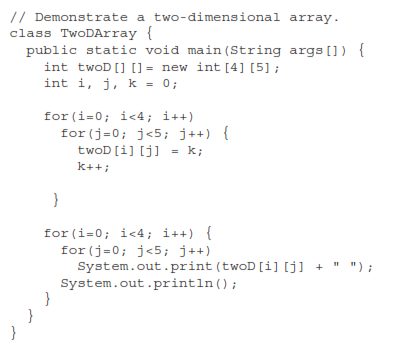 // Demonstrate a two-dimensional array.
class TwoDArray {
  public static void main(String args[]) {
    int twoD[][]= new int[4][5];
    int i, j, k = 0;

    for(i=0; i<4; i++)
      for(j=0; j<5; j++) {
        twoD[i][j] = k;
        k++;

     }

    for(i=0; i<4; i++) {
      for(j=0; j<5; j++)
        System.out.print(twoD[i][j] + " ");
      System.out.println();
    }
  }
}